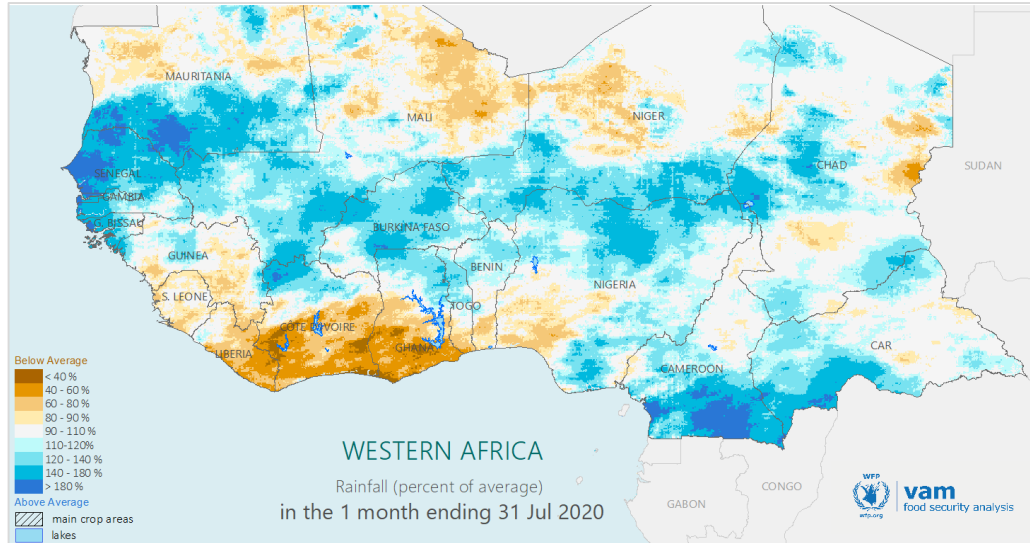 MAURITANIA
MALI
NIGER
CHAD
SUDAN
SENEGAL
GAMBIA
G. BISSAU
BURKINA FASO
GUINEA
BENIN
NIGERIA
S. LEONE
TOGO
CÔTE D'IVOIRE
GHANA
LIBERIA
CAR
CAMEROON
GABON
CONGO
Below Average
< 40 %
40 - 60 %
60 - 80 %
80 - 90 %
90 - 110 %
110-120%
120 - 140 %
140 - 180 %
> 180 %
Above Average
main crop areas
lakes
WESTERN AFRICA
Rainfall (percent of average)
in the 1 month ending 31 Jul 2020
WFP
wfp.org
vam
food security analysis